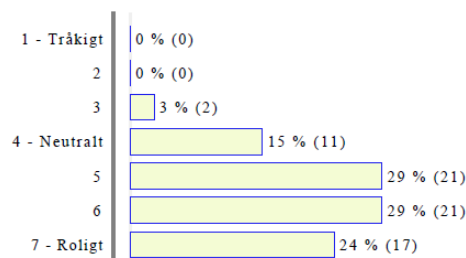 1 - Tråkigt 0 % (0)
2 0 % (0)
3 3 % (2)
4 - Neutralt 15 % (11)
5 29 % (21)
6 29 % (21)
7 - Roligt 24 % (17)